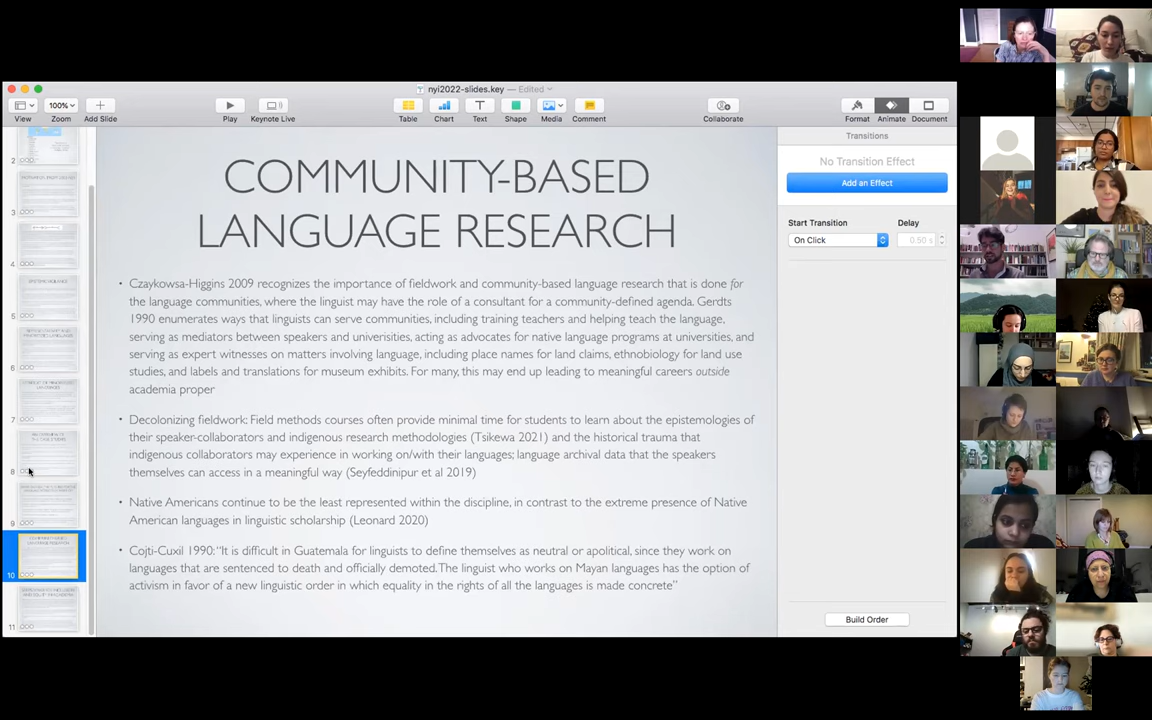 nyi2022-slides.key — Edited
100%
View Zoom Add Slide Play Keynote Live Table Chart Text Shape Media Comment Collaborate Format Animate Document
Transitions
No Transition Effect
Add an Effect
Start Transition Delay
On Click 0.50 s
Build Order
2
3
4
5
6
7
8
9
10
11
COMMUNITY-BASED
LANGUAGE RESEARCH
• Czaykowsa-Higgins 2009 recognizes the importance of fieldwork and community-based language research that is done for
the language communities, where the linguist may have the role of a consultant for a community-defined agenda. Gerdts
1990 enumerates ways that linguists can serve communities, including training teachers and helping teach the language,
serving as mediators between speakers and univerisities, acting as advocates for native language programs at universities, and
serving as expert witnesses on matters involving language, including place names for land claims, ethnobiology for land use
studies, and labels and translations for museum exhibits. For many, this may end up leading to meaningful careers outside
academia proper
• Decolonizing fieldwork: Field methods courses often provide minimal time for students to learn about the epistemologies of
their speaker-collaborators and indigenous research methodologies (Tsikewa 2021) and the historical trauma that
indigenous collaborators may experience in working on/with their languages; language archival data that the speakers
themselves can access in a meaningful way (Seyfeddinipur et al 2019)
• Native Americans continue to be the least represented within the discipline, in contrast to the extreme presence of Native
American languages in linguistic scholarship (Leonard 2020)
• Cojti-Cuxil 1990: "It is difficult in Guatemala for linguists to define themselves as neutral or apolitical, since they work on
languages that are sentenced to death and officially demoted. The linguist who works on Mayan languages has the option of
activism in favor of a new linguistic order in which equality in the rights of all the languages is made concrete"